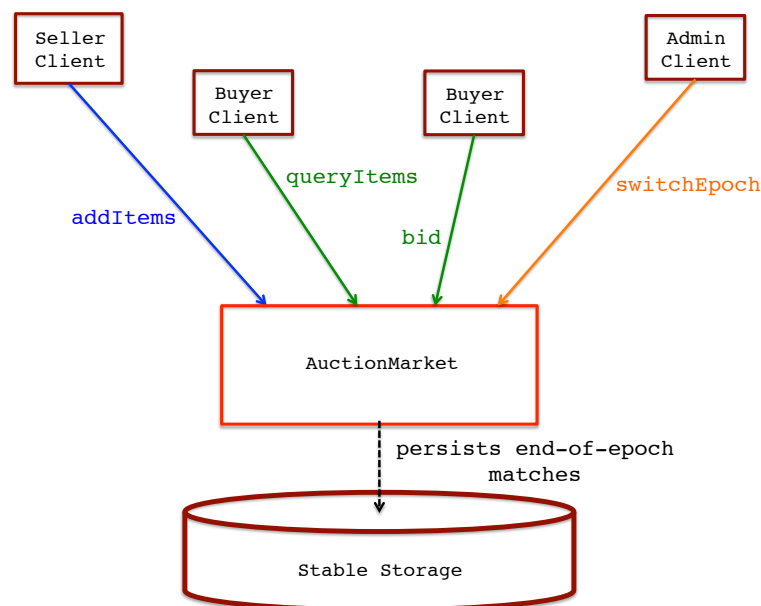 Seller
Client
Buyer
Client
Buyer
Client
Admin
Client
queryItems
switchEpoch
addItems
bid
AuctionMarket
persists end-of-epoch
matches
Stable Storage